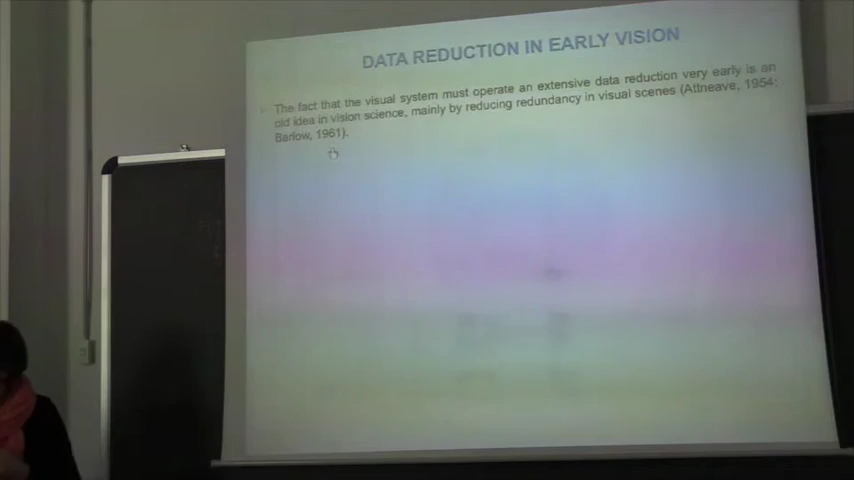 DATA REDUCTION IN EARLY VISION
The fact that the visual system must operate an extensive data reduction very early is an
old idea in vision science, mainly by reducing redundancy in visual scenes (Attneave, 1954;
Barlow, 1961).